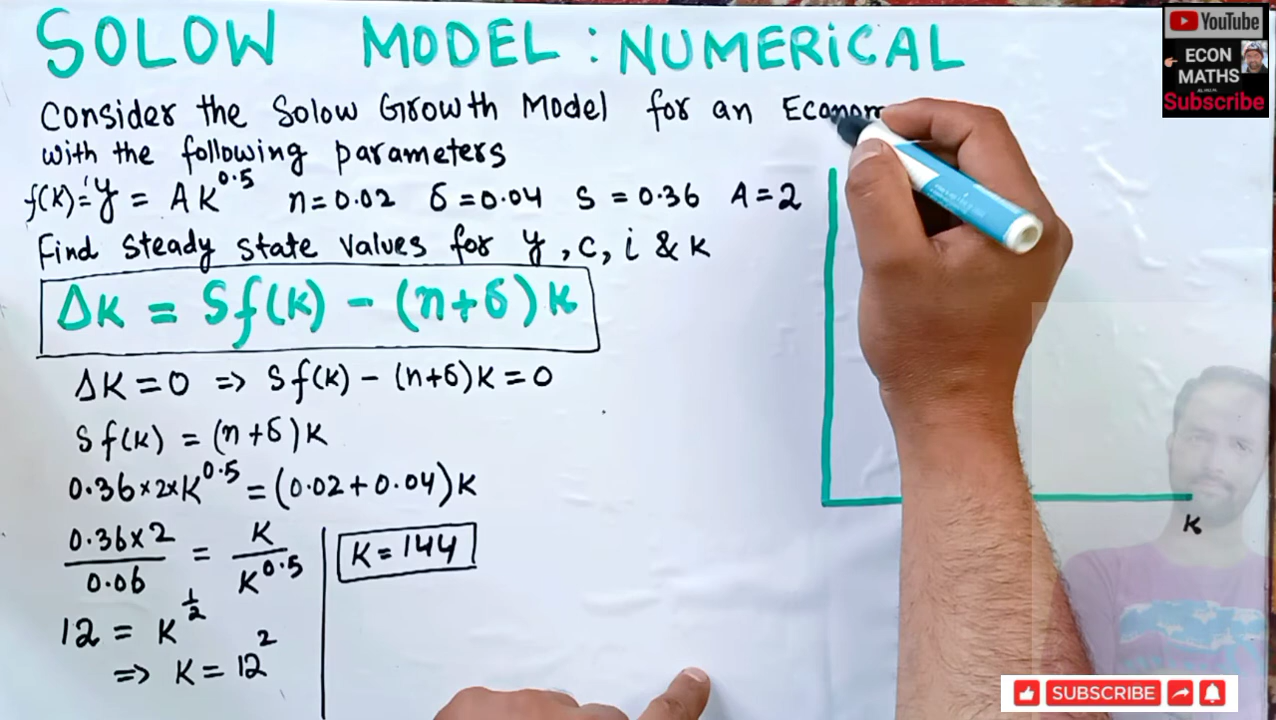 SOLOW MODEL : NUMERiCAL
Consider the Solow Growth Model for an
with the following parameters
f(K)=y = AK^0.5 n=0.02 δ=0.04 S=0.36 A=2
Find Steady State values for y, c, i & K
ΔK = Sf(K) - (n+δ)K
ΔK=0 => Sf(K) - (n+δ)K=0
Sf(K) = (n+δ)K
0.36×2×K^0.5 = (0.02+0.04)K
0.36×2/0.06 = K/K^0.5
12 = K^1/2
=> K = 12^2
K=144
K
YouTube
ECON
MATHS
Subscribe
SUBSCRIBE